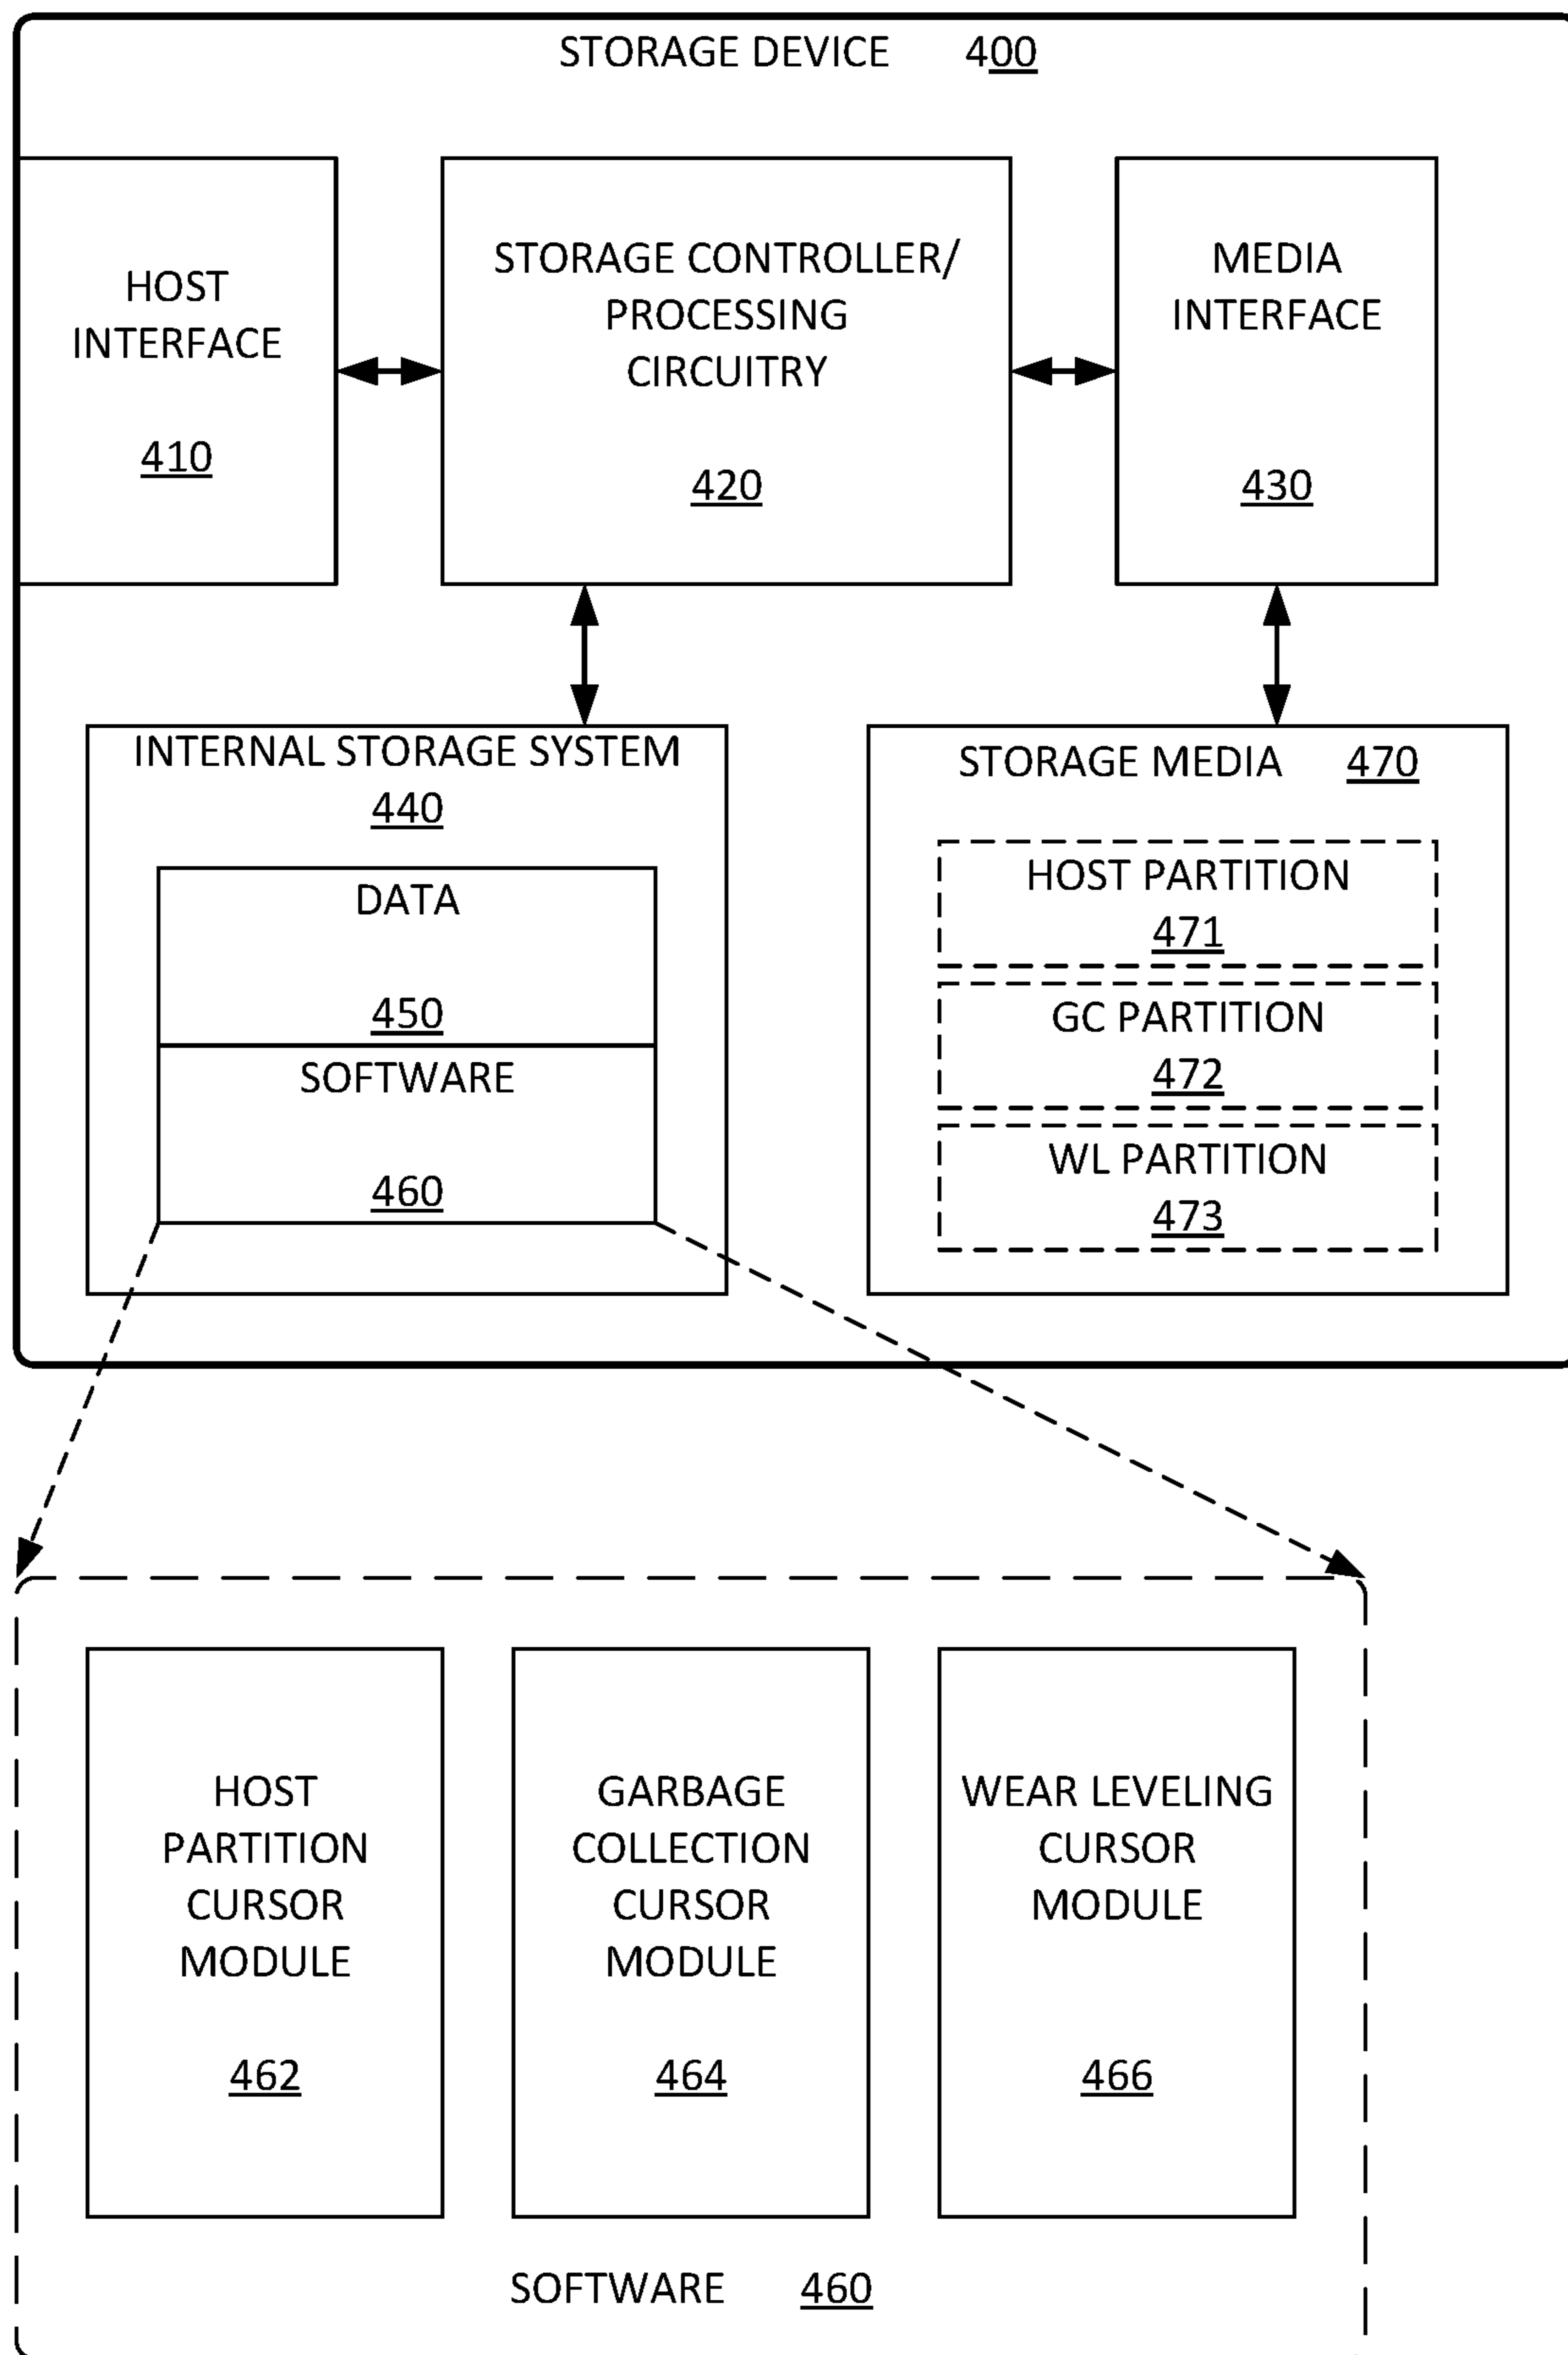 STORAGE DEVICE 400
HOST
INTERFACE
410
STORAGE CONTROLLER/
PROCESSING
CIRCUITRY
420
MEDIA
INTERFACE
430
INTERNAL STORAGE SYSTEM
440
DATA
450
SOFTWARE
460
STORAGE MEDIA 470
HOST PARTITION
471
GC PARTITION
472
WL PARTITION
473
HOST
PARTITION
CURSOR
MODULE
462
GARBAGE
COLLECTION
CURSOR
MODULE
464
WEAR LEVELING
CURSOR
MODULE
466
SOFTWARE 460